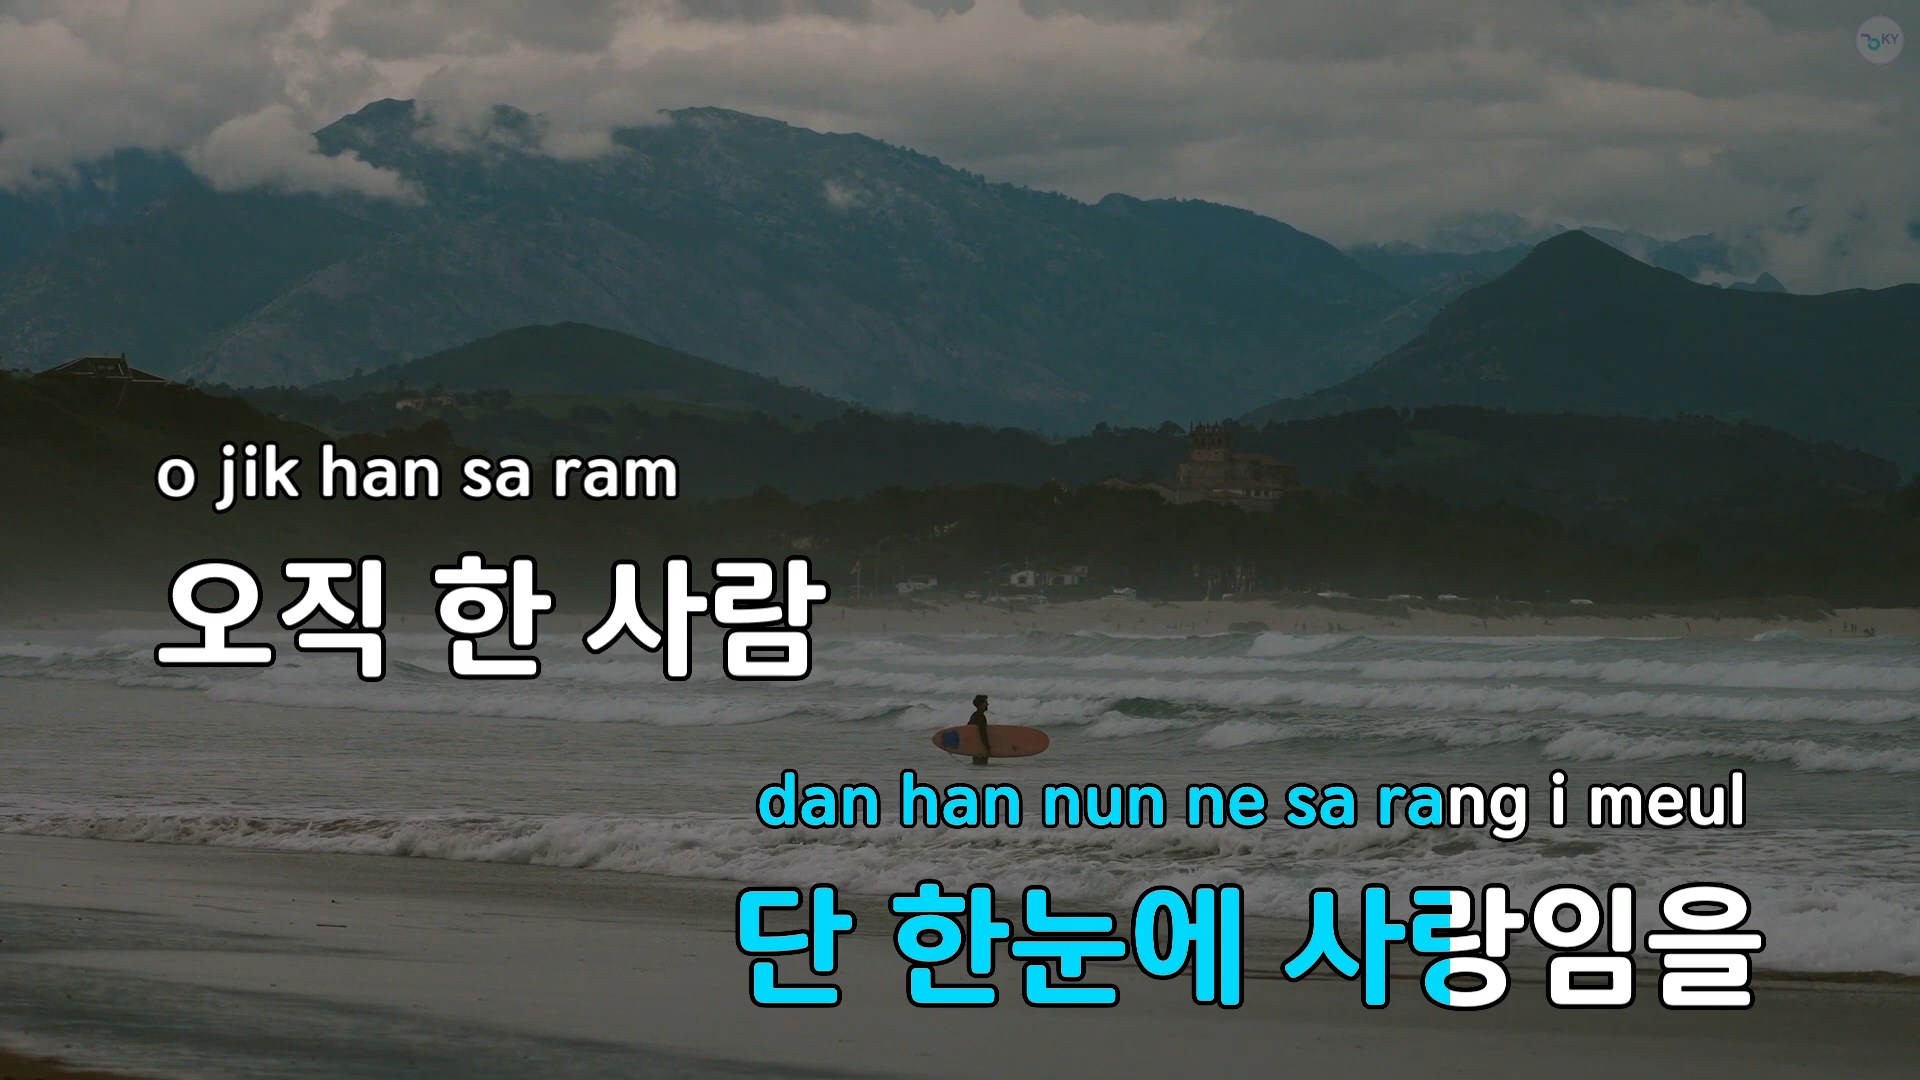 KY
o jik han sa ram
오직 한 사람
dan han nun ne sa rang i meul
단 한눈에 사랑임을